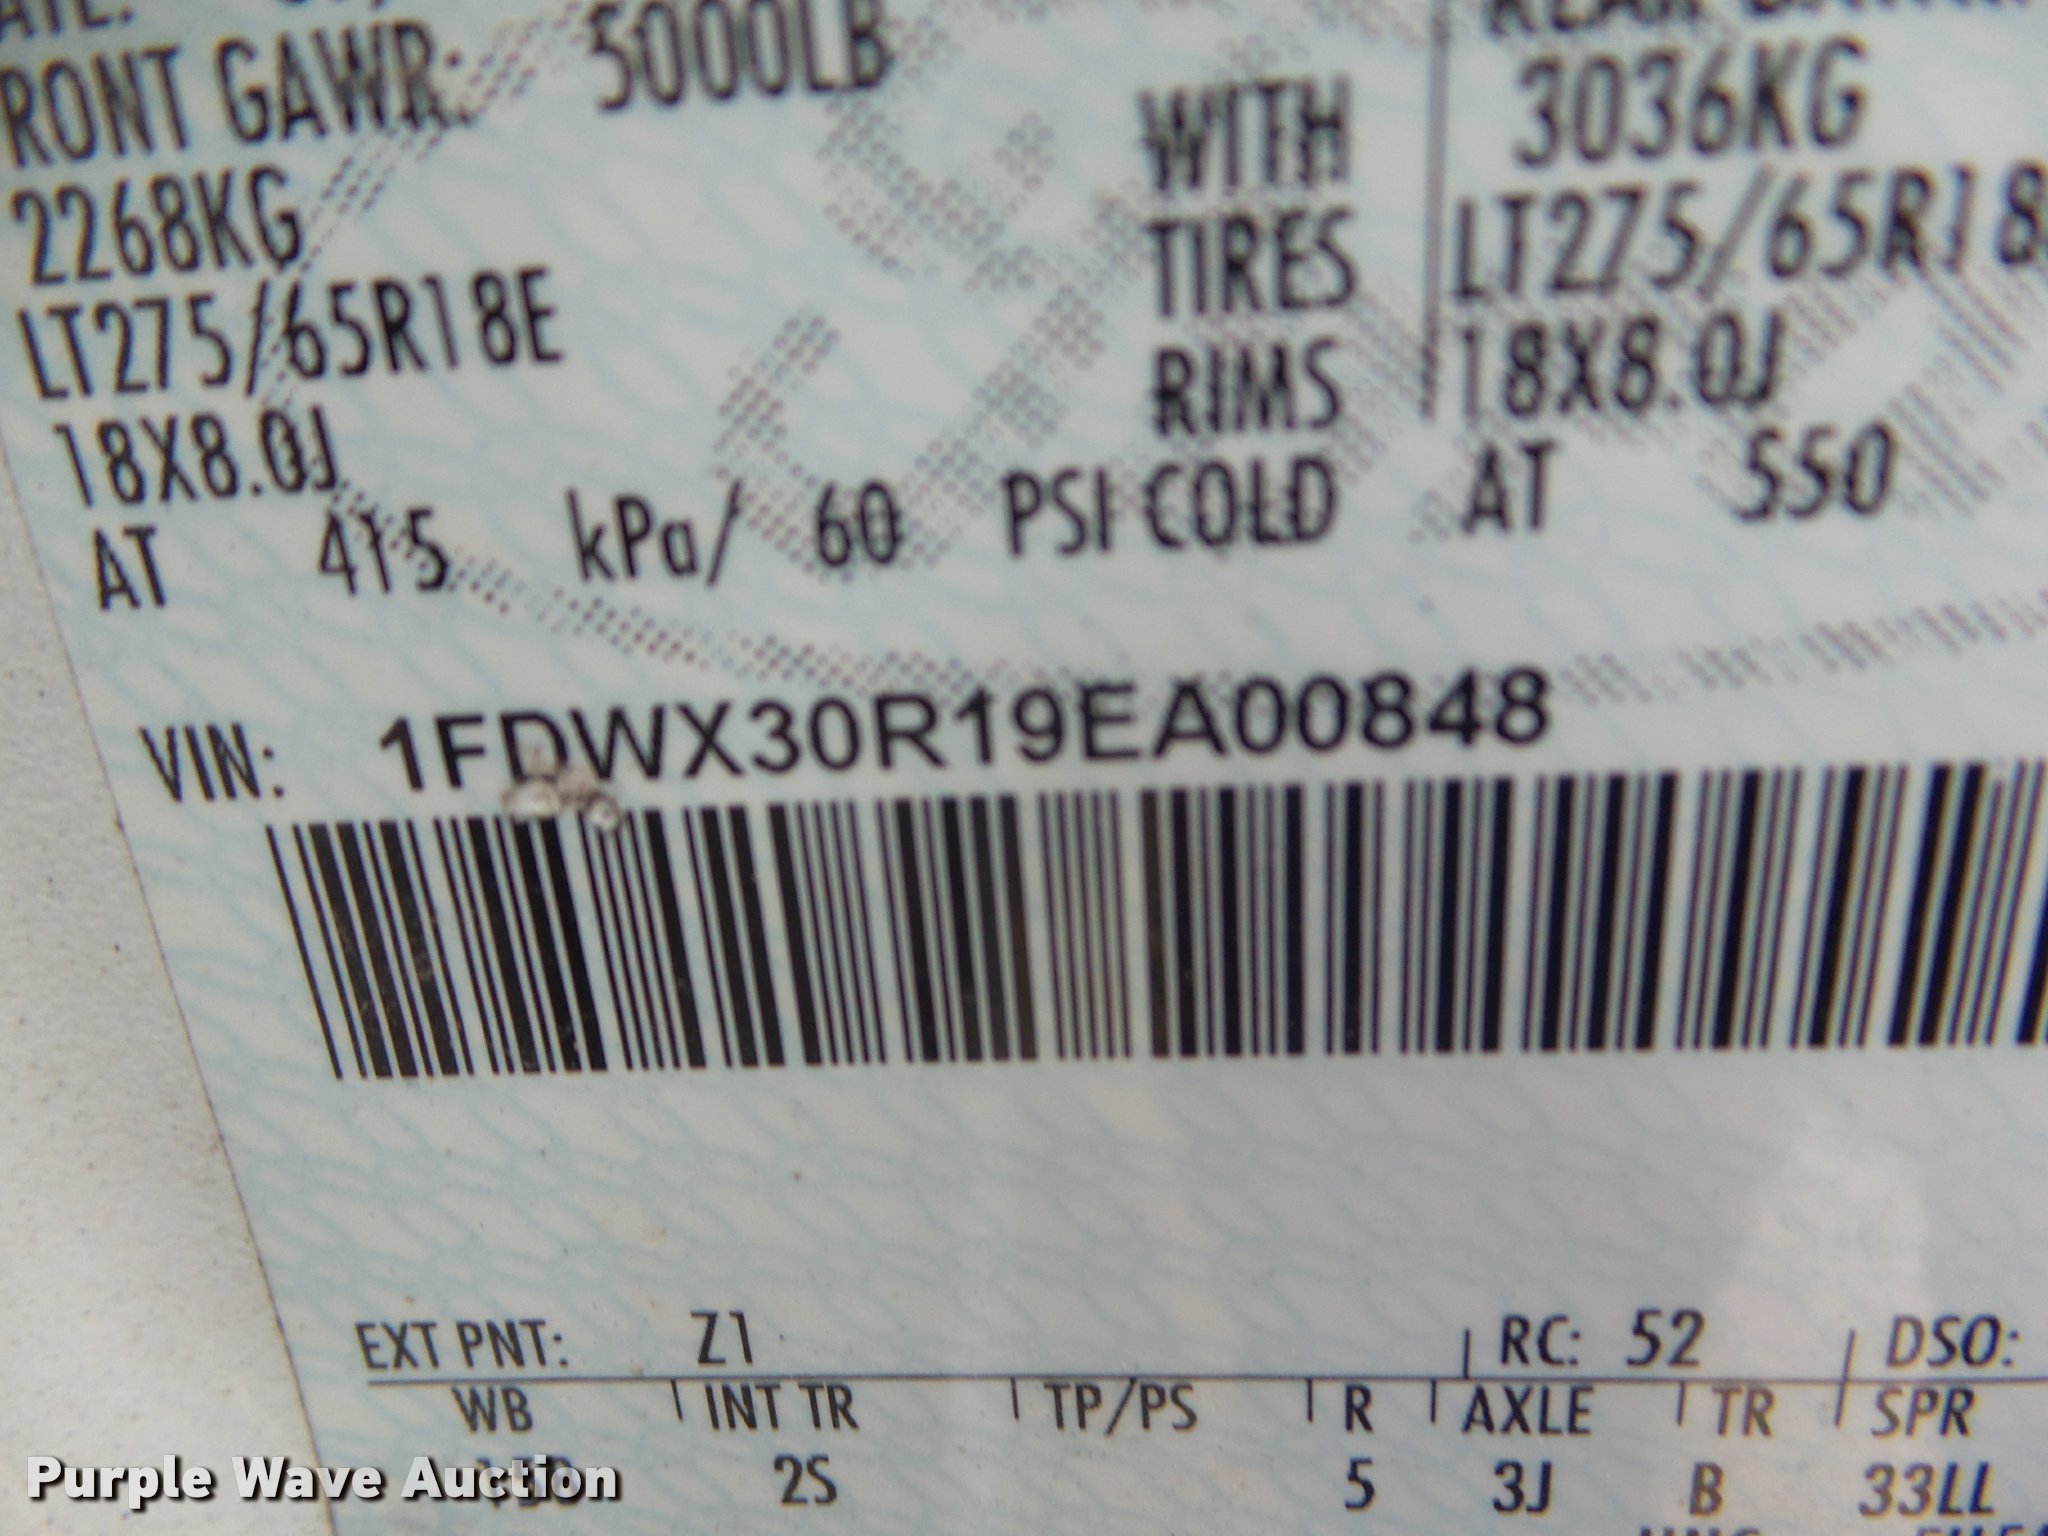 FRONT GAWR: 5000LB
2268KG WITH 3036KG
LT275/65R18E TIRES LT275/65R18
18X8.0J RIMS 18X8.0J
AT 415 kPa/ 60 PSI COLD AT 550
VIN: 1FDWX30R19EA00848
EXT PNT: Z1 RC: 52 DSO:
WB INT TR TP/PS R AXLE TR SPR
2S 5 3J B 33LL
Purple Wave Auction